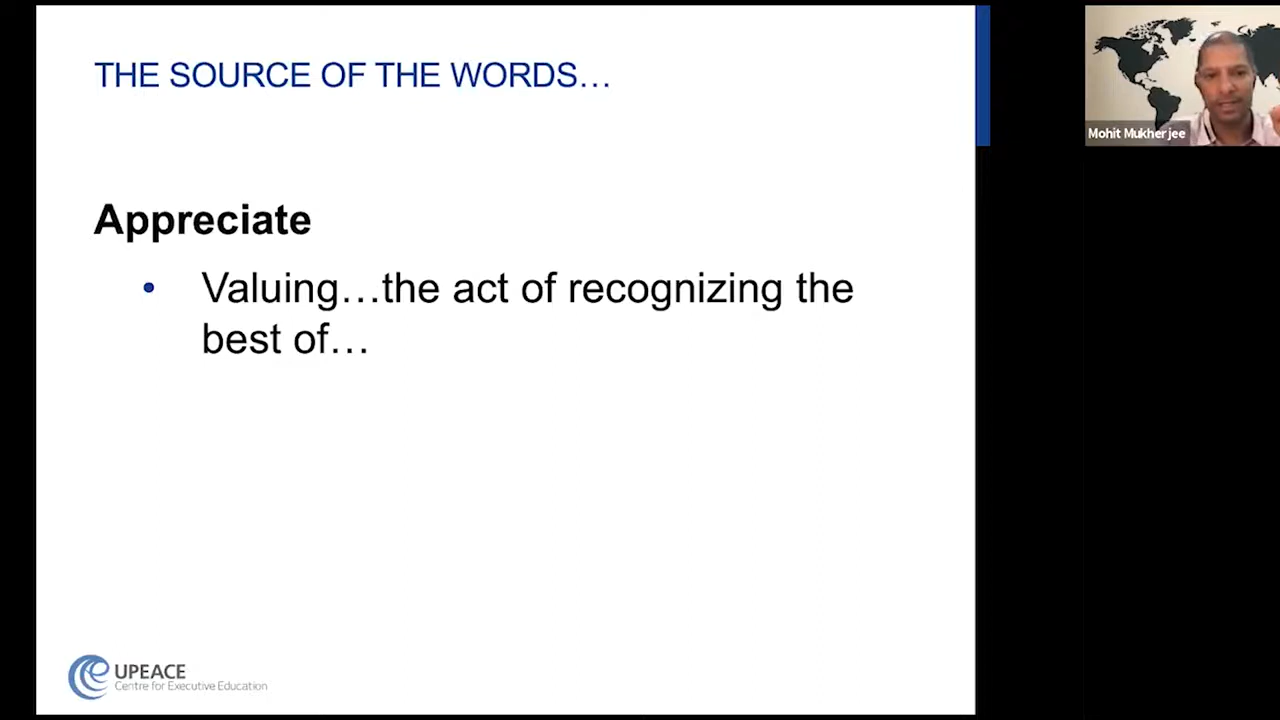 THE SOURCE OF THE WORDS…
Mohit Mukherjee
Appreciate
• Valuing…the act of recognizing the
best of…
UPEACE
Centre for Executive Education